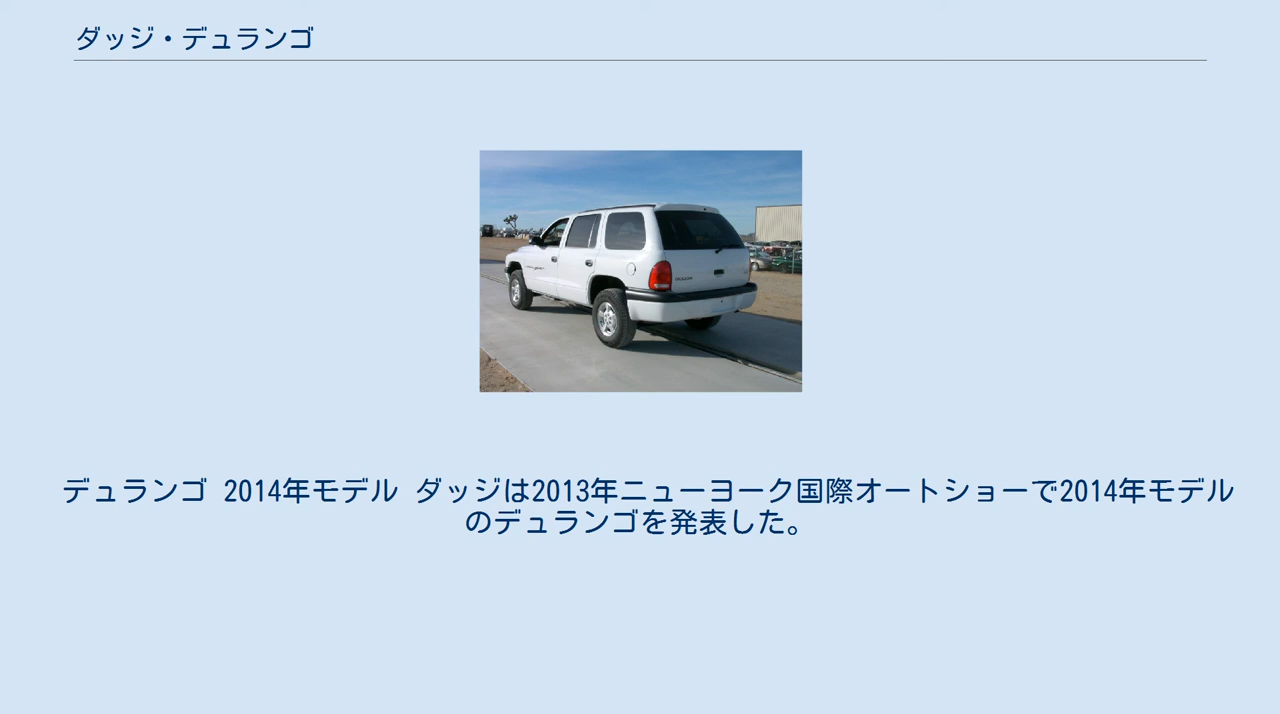 ダッジ・デュランゴ
デュランゴ 2014年モデル ダッジは2013年ニューヨーク国際オートショーで2014年モデル
のデュランゴを発表した。